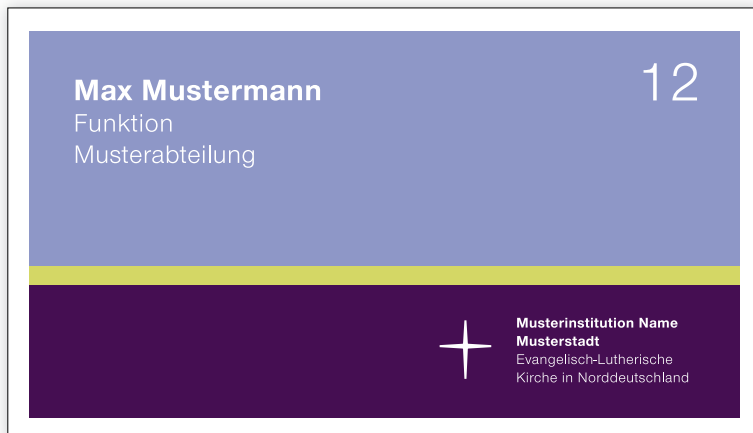 Max Mustermann
12
Funktion
Musterabteilung
Musterinstitution Name
Musterstadt
Evangelisch-Lutherische
Kirche in Norddeutschland